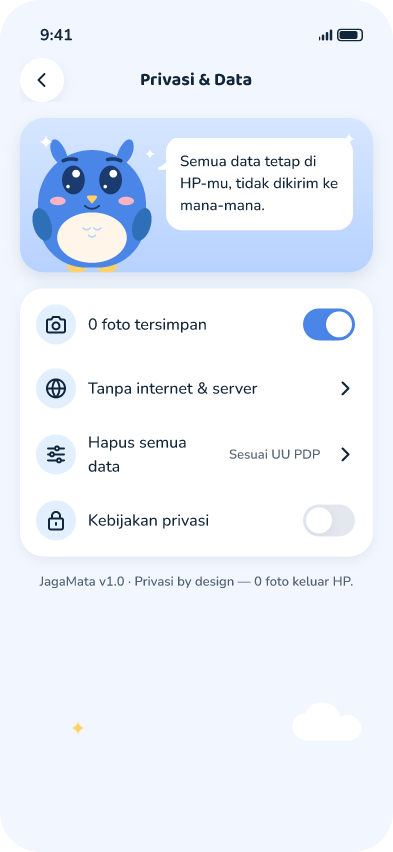 9:41
Privasi & Data
Semua data tetap di
HP-mu, tidak dikirim ke
mana-mana.
0 foto tersimpan
Tanpa internet & server
Hapus semua
data
Sesuai UU PDP
Kebijakan privasi
JagaMata v1.0 · Privasi by design — 0 foto keluar HP.